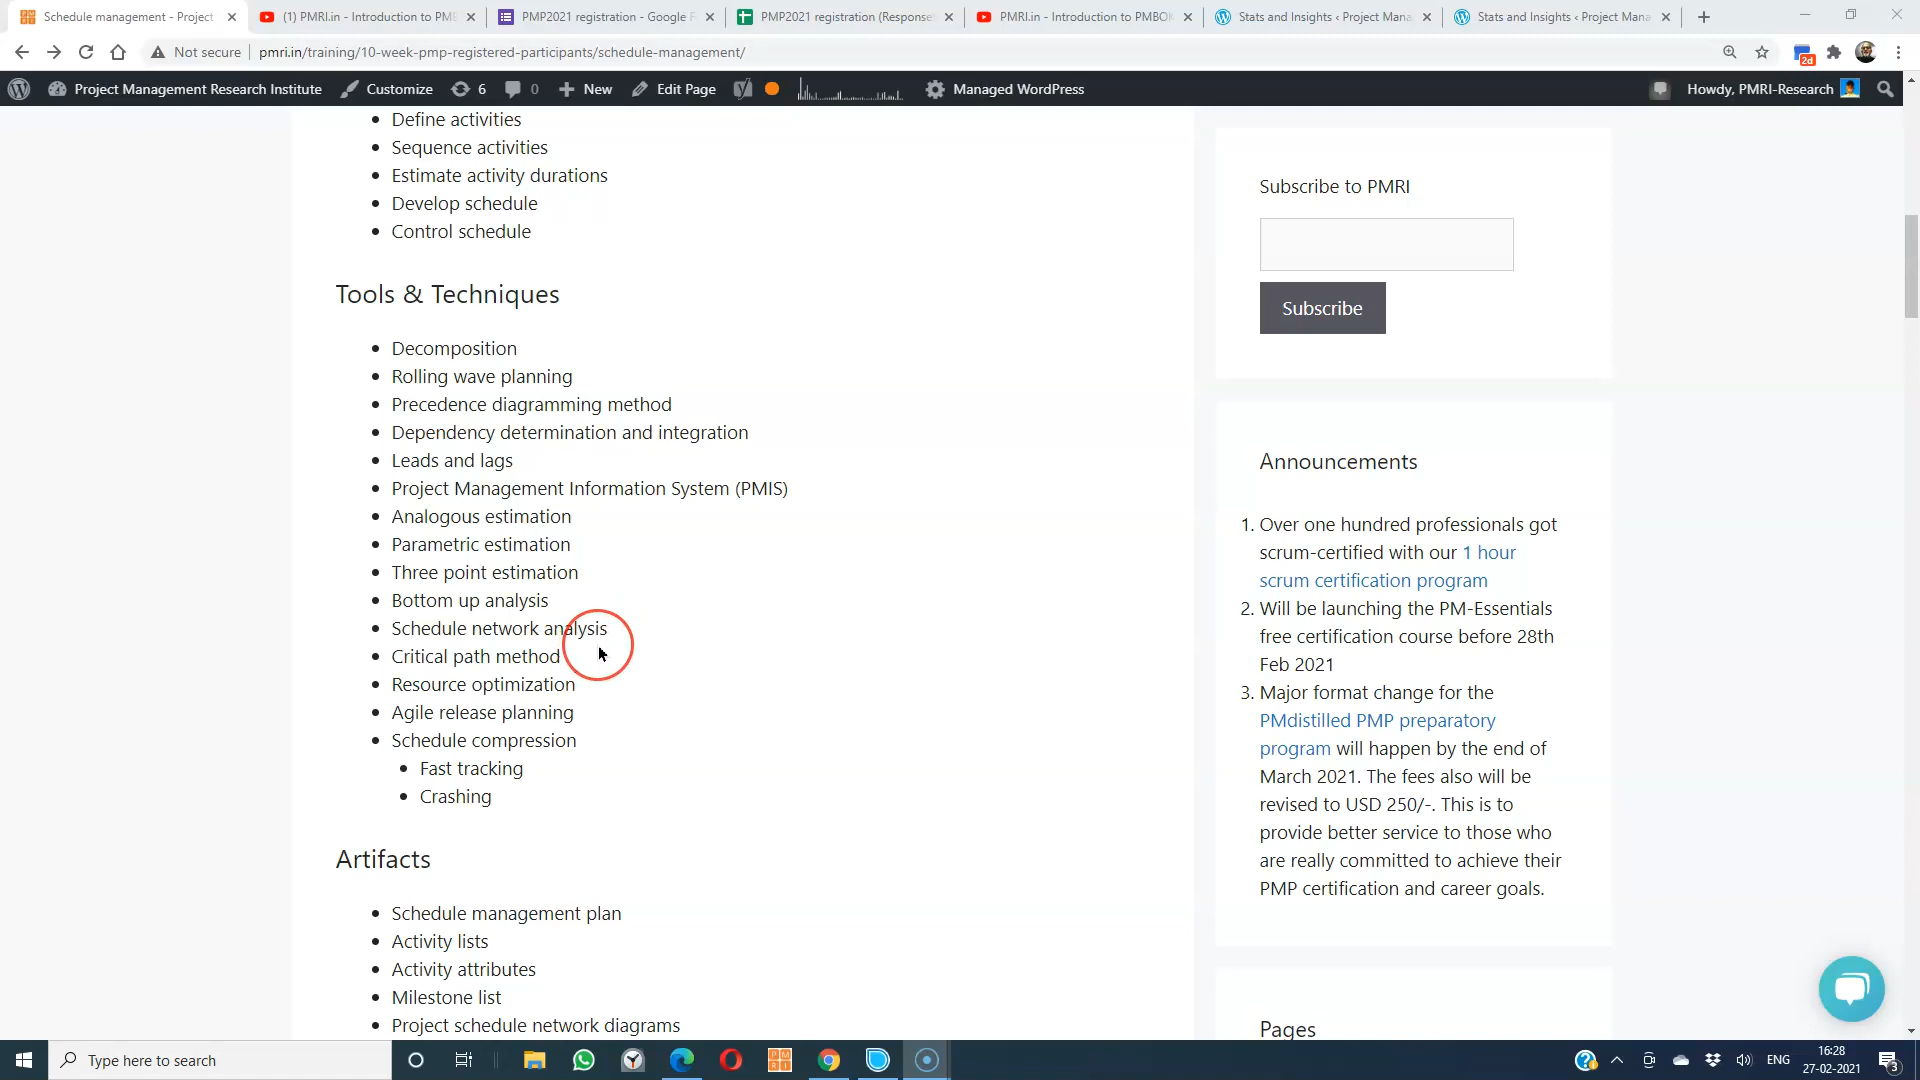 Schedule management - Project
(1) PMRI.in - Introduction to PMB
PMP2021 registration - Google F
PMP2021 registration (Response
PMRI.in - Introduction to PMBOK
Stats and Insights ‹ Project Mana
Stats and Insights ‹ Project Mana
Not secure
pmri.in/training/10-week-pmp-registered-participants/schedule-management/
2d
Project Management Research Institute
Customize
6
0
New
Edit Page
Managed WordPress
Howdy, PMRI-Research
Define activities
Sequence activities
Estimate activity durations
Develop schedule
Control schedule
Tools & Techniques
Decomposition
Rolling wave planning
Precedence diagramming method
Dependency determination and integration
Leads and lags
Project Management Information System (PMIS)
Analogous estimation
Parametric estimation
Three point estimation
Bottom up analysis
Schedule network analysis
Critical path method
Resource optimization
Agile release planning
Schedule compression
Fast tracking
Crashing
Artifacts
Schedule management plan
Activity lists
Activity attributes
Milestone list
Project schedule network diagrams
Subscribe to PMRI
Subscribe
Announcements
1. Over one hundred professionals got
scrum-certified with our 1 hour
scrum certification program
2. Will be launching the PM-Essentials
free certification course before 28th
Feb 2021
3. Major format change for the
PMdistilled PMP preparatory
program will happen by the end of
March 2021. The fees also will be
revised to USD 250/-. This is to
provide better service to those who
are really committed to achieve their
PMP certification and career goals.
Pages
Type here to search
ENG
16:28
27-02-2021
3